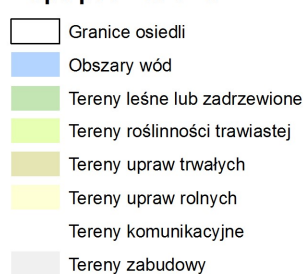 Granice osiedli
Obszary wód
Tereny leśne lub zadrzewione
Tereny roślinności trawiastej
Tereny upraw trwałych
Tereny upraw rolnych
Tereny komunikacyjne
Tereny zabudowy